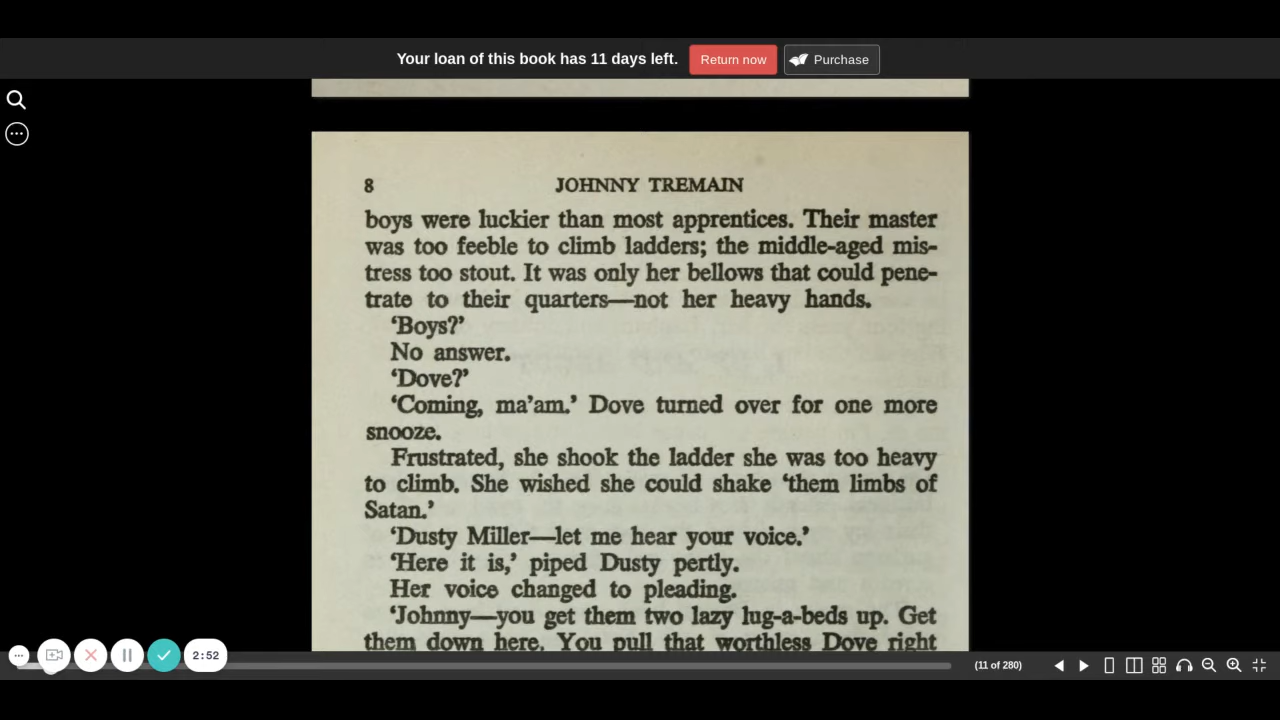 Your loan of this book has 11 days left. Return now Purchase
8 JOHNNY TREMAIN
boys were luckier than most apprentices. Their master
was too feeble to climb ladders; the middle-aged mis-
tress too stout. It was only her bellows that could pene-
trate to their quarters—not her heavy hands.
‘Boys?’
No answer.
‘Dove?’
‘Coming, ma’am.’ Dove turned over for one more
snooze.
Frustrated, she shook the ladder she was too heavy
to climb. She wished she could shake ‘them limbs of
Satan.’
‘Dusty Miller—let me hear your voice.’
‘Here it is,’ piped Dusty pertly.
Her voice changed to pleading.
‘Johnny—you get them two lazy lug-a-beds up. Get
them down here. You pull that worthless Dove right
2:52
(11 of 280)